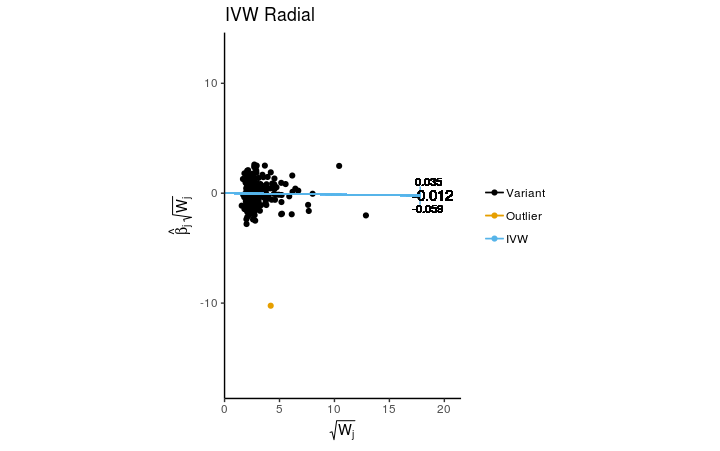 IVW Radial
10
0
-10
β̂j√Wj
0.035
-0.012
-0.059
0
5
10
15
20
√Wj
Variant
Outlier
IVW